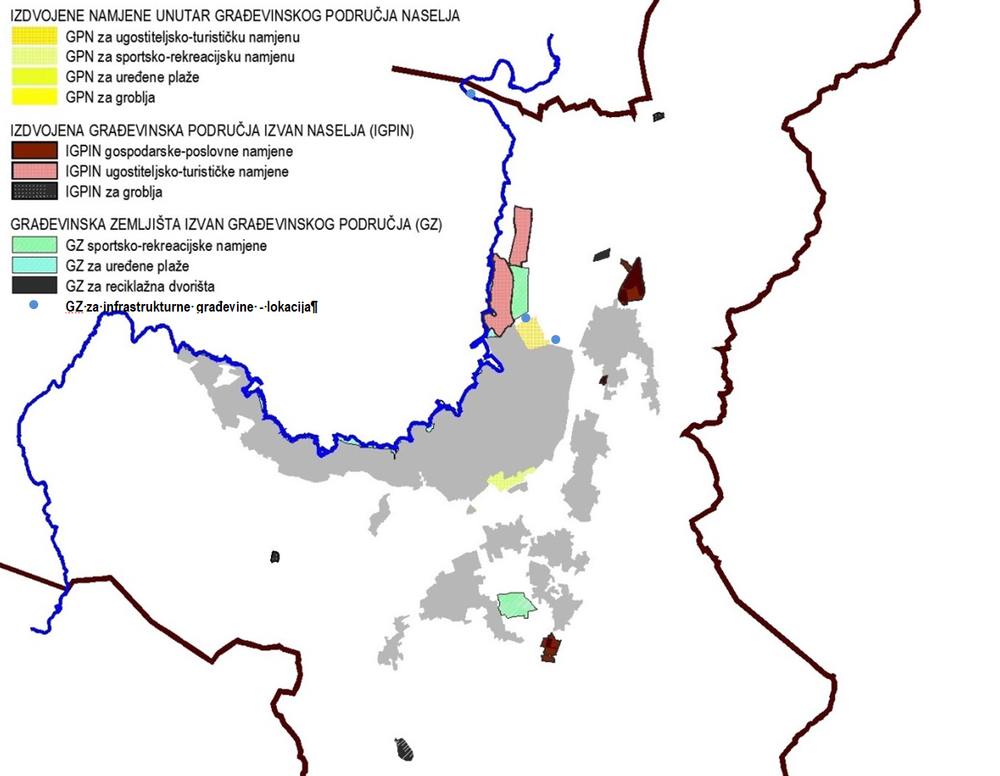 IZDVOJENE NAMJENE UNUTAR GRAĐEVINSKOG PODRUČJA NASELJA
GPN za ugostiteljsko-turističku namjenu
GPN za sportsko-rekreacijsku namjenu
GPN za uređene plaže
GPN za groblja
IZDVOJENA GRAĐEVINSKA PODRUČJA IZVAN NASELJA (IGPIN)
IGPIN gospodarske-poslovne namjene
IGPIN ugostiteljsko-turističke namjene
IGPIN za groblja
GRAĐEVINSKA ZEMLJIŠTA IZVAN GRAĐEVINSKOG PODRUČJA (GZ)
GZ sportsko-rekreacijske namjene
GZ za uređene plaže
GZ za reciklažna dvorišta
GZ·za·infrastrukturne·građevine·-·lokacija¶